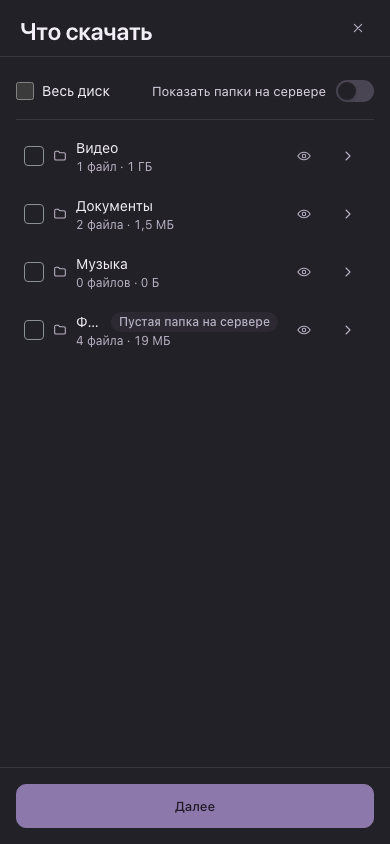 Что скачать
Весь диск
Показать папки на сервере
Видео
1 файл · 1 ГБ
Документы
2 файла · 1,5 МБ
Музыка
0 файлов · 0 Б
Ф... Пустая папка на сервере
4 файла · 19 МБ
Далее